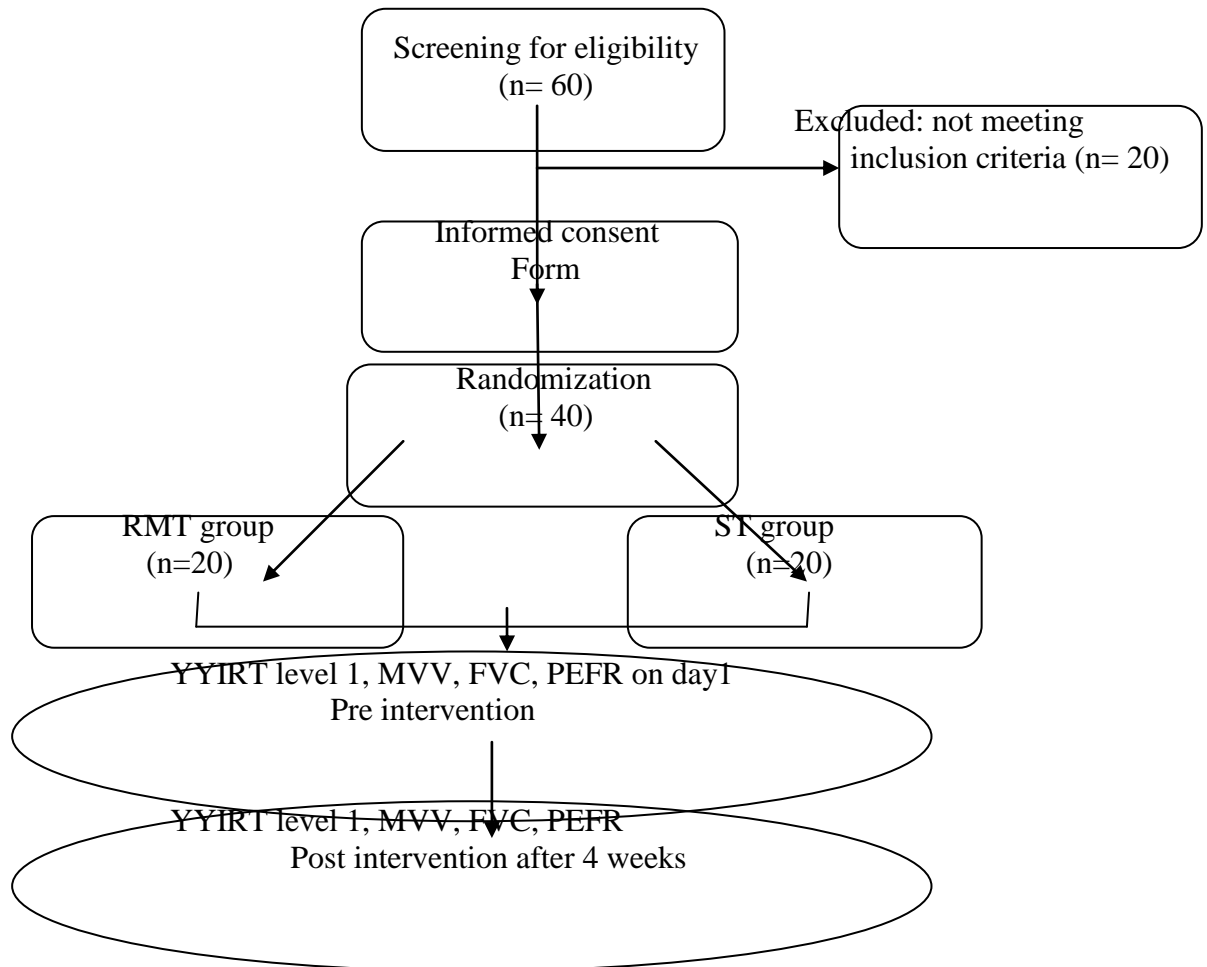 Screening for eligibility
(n= 60)
Excluded: not meeting
inclusion criteria (n= 20)
Informed consent
Form
Randomization
(n= 40)
RMT group
(n=20)
ST group
(n=20)
YYIRT level 1, MVV, FVC, PEFR on day1
Pre intervention
YYIRT level 1, MVV, FVC, PEFR
Post intervention after 4 weeks